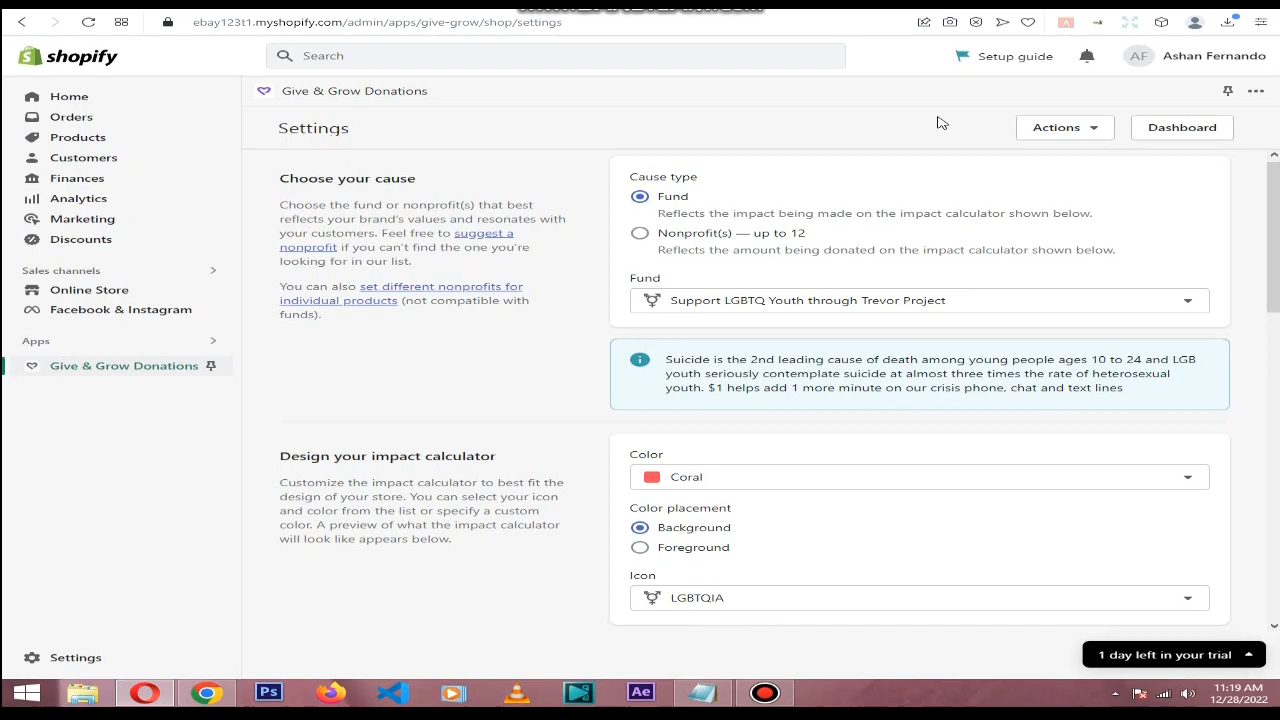 ebay123t1.myshopify.com/admin/apps/give-grow/shop/settings
shopify
Search
Setup guide
AF
Ashan Fernando
Home
Orders
Products
Customers
Finances
Analytics
Marketing
Discounts
Sales channels
Online Store
Facebook & Instagram
Apps
Give & Grow Donations
Settings
Give & Grow Donations
Settings
Actions
Dashboard
Choose your cause
Choose the fund or nonprofit(s) that best
reflects your brand's values and resonates with
your customers. Feel free to suggest a
nonprofit if you can't find the one you're
looking for in our list.
You can also set different nonprofits for
individual products (not compatible with
funds).
Cause type
Fund
Reflects the impact being made on the impact calculator shown below.
Nonprofit(s) — up to 12
Reflects the amount being donated on the impact calculator shown below.
Fund
Support LGBTQ Youth through Trevor Project
Suicide is the 2nd leading cause of death among young people ages 10 to 24 and LGB
youth seriously contemplate suicide at almost three times the rate of heterosexual
youth. $1 helps add 1 more minute on our crisis phone, chat and text lines
Design your impact calculator
Customize the impact calculator to best fit the
design of your store. You can select your icon
and color from the list or specify a custom
color. A preview of what the impact calculator
will look like appears below.
Color
Coral
Color placement
Background
Foreground
Icon
LGBTQIA
1 day left in your trial
Ps
Ae
11:19 AM
12/28/2022